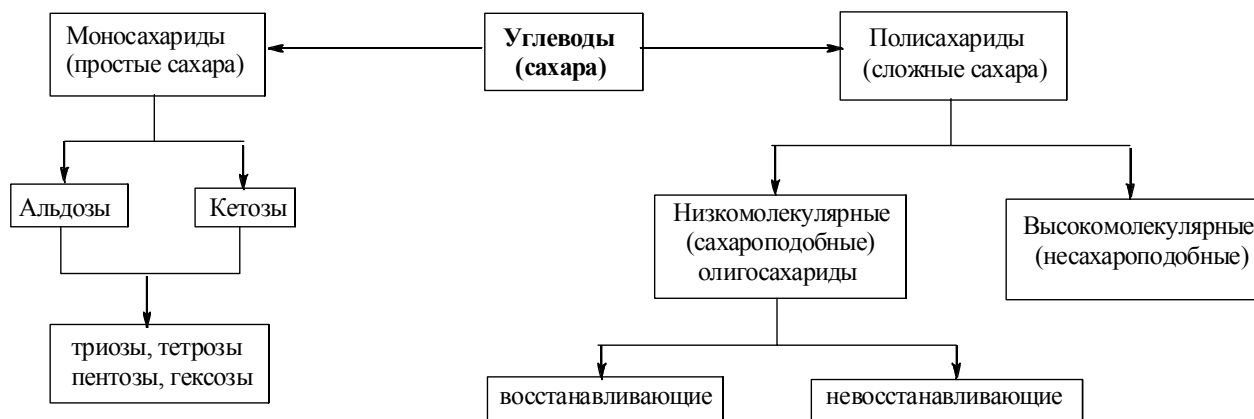 Моносахариды
(простые сахара)
Углеводы
(сахара)
Полисахариды
(сложные сахара)
Альдозы
Кетозы
Низкомолекулярные
(сахароподобные)
олигосахариды
Высокомолекулярные
(несахароподобные)
триозы, тетрозы
пентозы, гексозы
восстанавливающие
невосстанавливающие